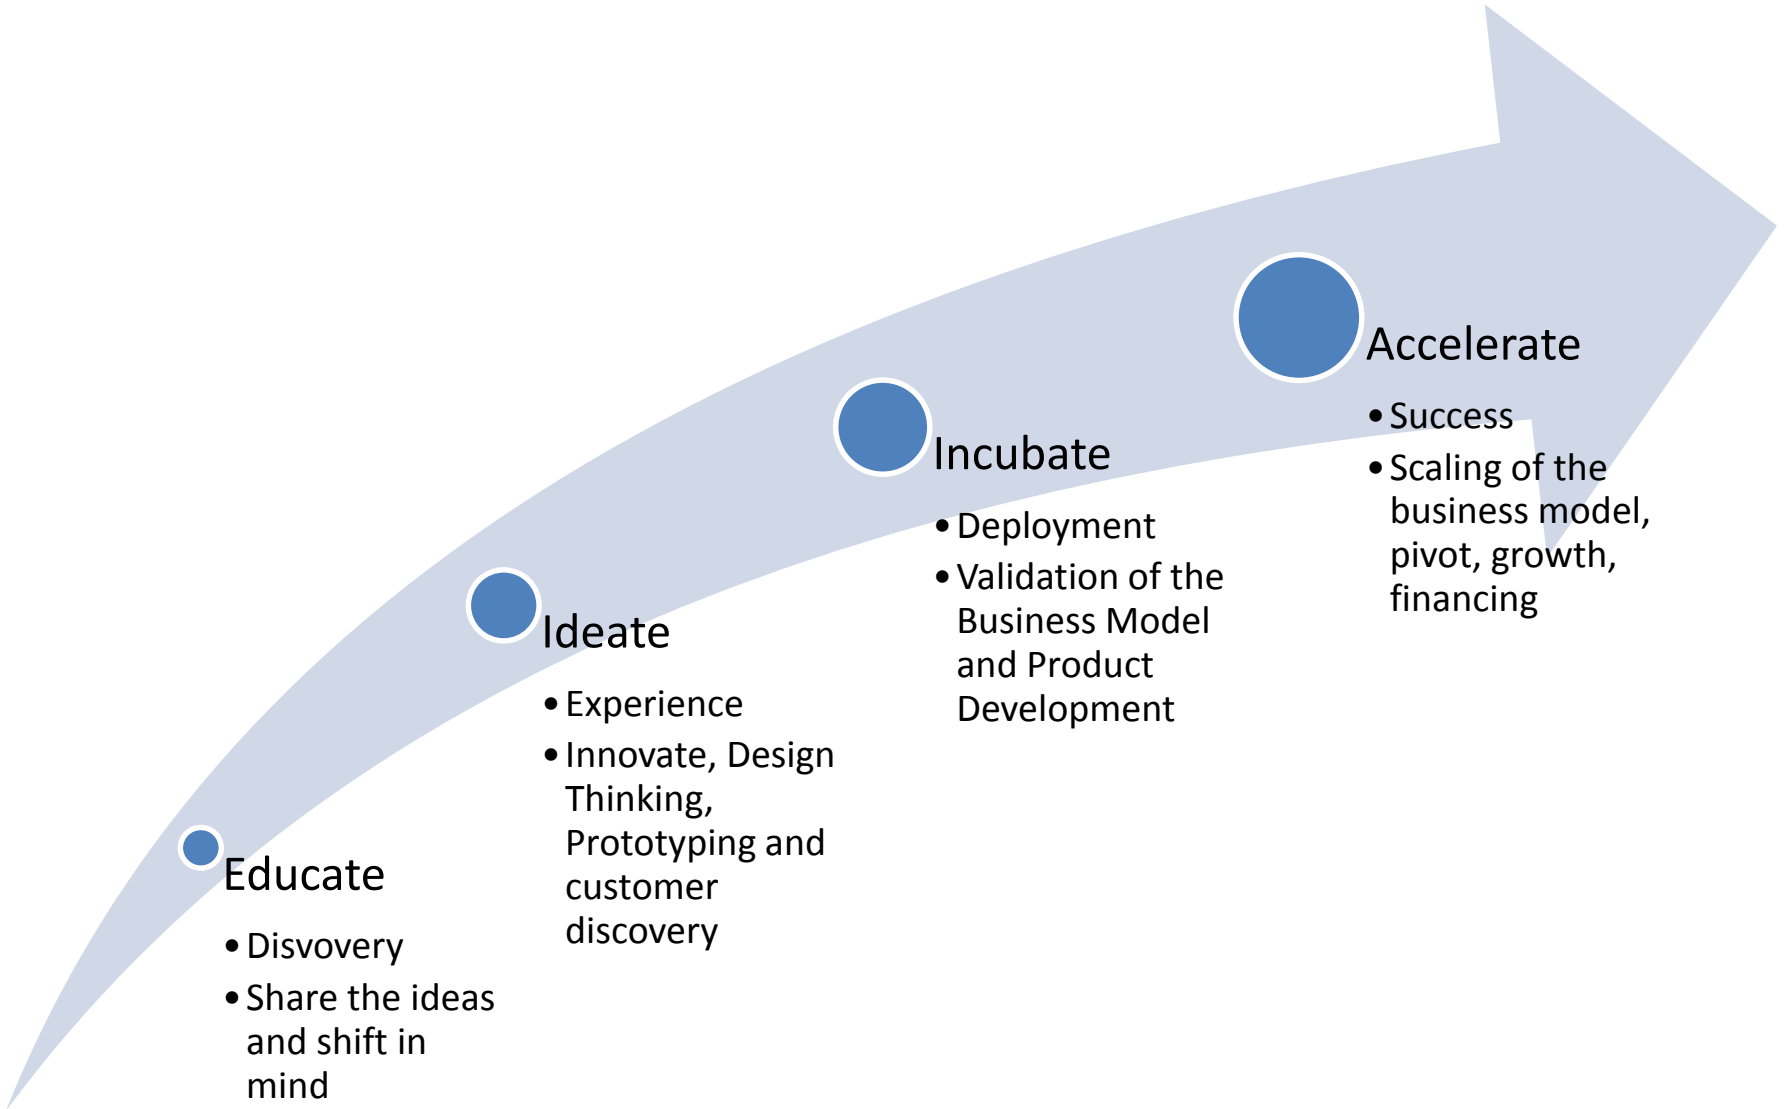 Educate
• Disvovery
• Share the ideas
and shift in
mind
Ideate
• Experience
• Innovate, Design
Thinking,
Prototyping and
customer
discovery
Incubate
• Deployment
• Validation of the
Business Model
and Product
Development
Accelerate
• Success
• Scaling of the
business model,
pivot, growth,
financing